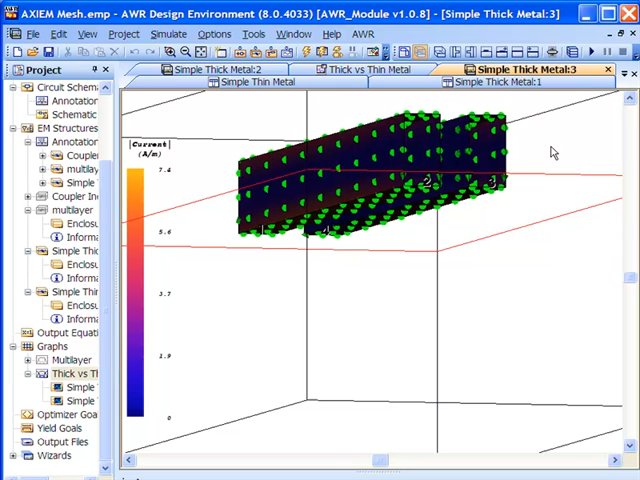 AXIEM Mesh.emp - AWR Design Environment (8.0.4033) [AWR_Module v1.0.8] - [Simple Thick Metal:3]
File Edit View Project Simulate Options Tools Window Help AWR
Project
Simple Thick Metal:2
Thick vs Thin Metal
Simple Thick Metal:3
Simple Thin Metal
Simple Thick Metal:1
Circuit Schem
Annotation
Schematic
EM Structures
Annotation
Coupler
multilay
Simple
Coupler Inc
multilayer
Enclosu
Informa
Simple Thic
Enclosu
Informa
Simple Thin
Enclosu
Informa
Output Equatio
Graphs
Multilayer
Thick vs Th
Simple
Simple
Optimizer Goa
Yield Goals
Output Files
Wizards
|Current|
(A/m)
7.4
5.6
3.7
1.9
0
2
3
1
4